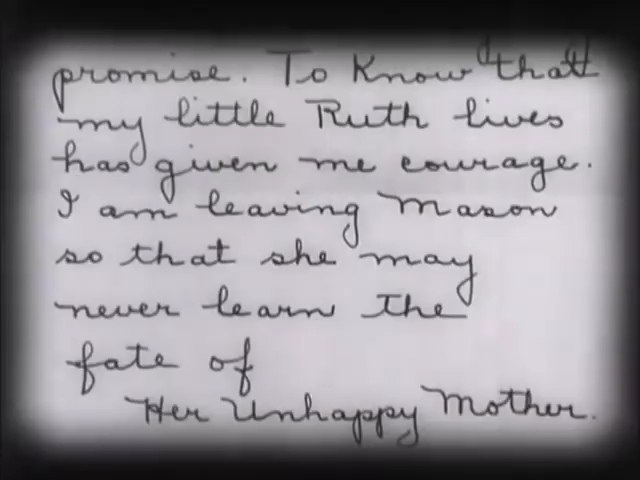 promise. To Know that
my little Ruth lives
has given me courage.
I am leaving Mason
so that she may
never learn the
fate of
Her Unhappy Mother.